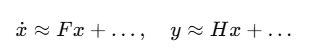 ẋ ≈ Fx + …, y ≈ Hx + …